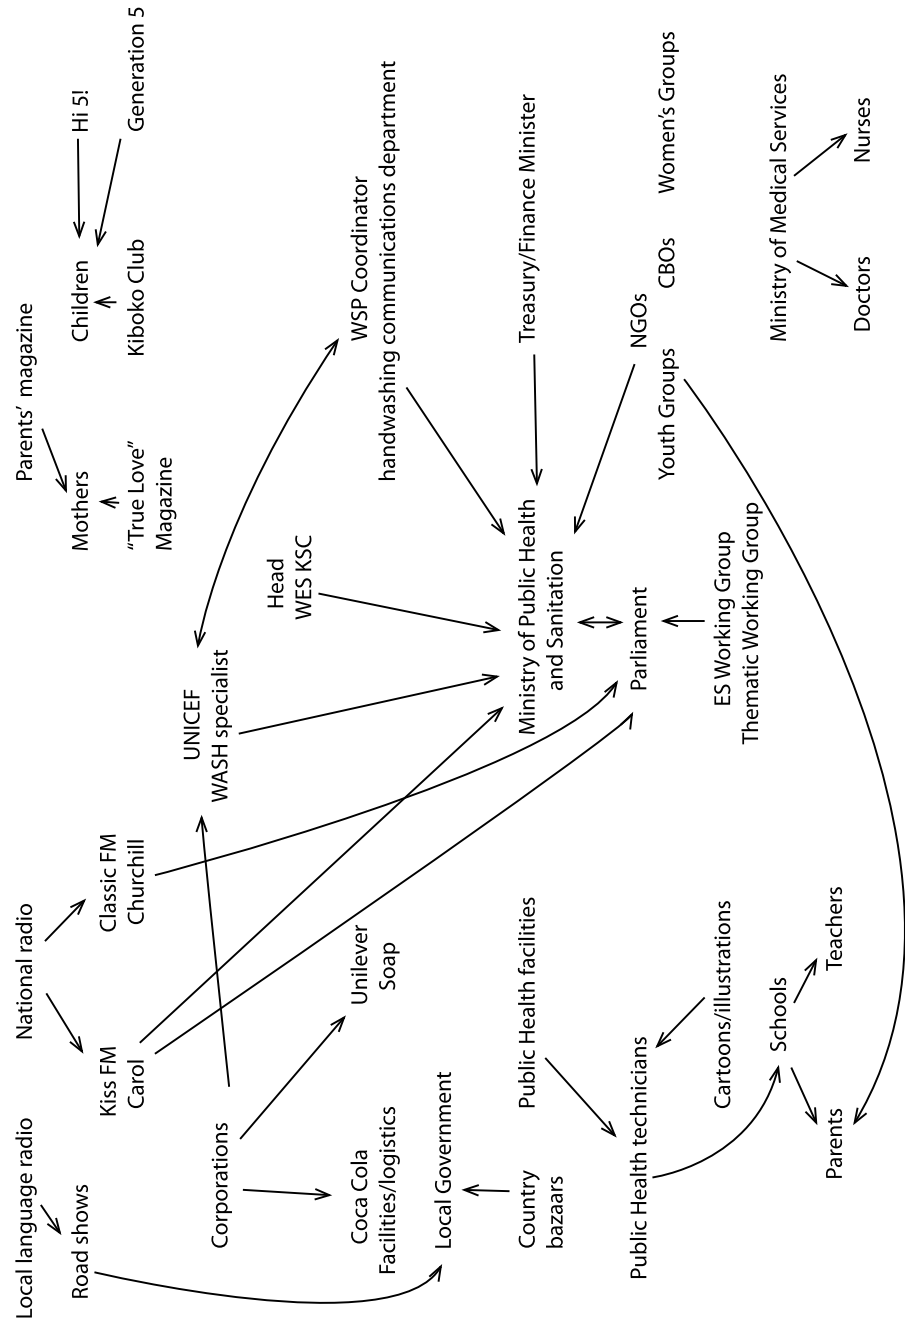 Local language radio
Road shows
National radio
Kiss FM
Carol
Classic FM
Churchill
Parents’ magazine
Mothers
“True Love”
Magazine
Children
Kiboko Club
Hi 5!
Generation 5
Corporations
UNICEF
WASH specialist
Head
WES KSC
WSP Coordinator
handwashing communications department
Coca Cola
Facilities/logistics
Unilever
Soap
Local Government
Country
bazaars
Public Health facilities
Ministry of Public Health
and Sanitation
Treasury/Finance Minister
Public Health technicians
Parliament
NGOs
Youth Groups
CBOs
Women’s Groups
Cartoons/illustrations
ES Working Group
Thematic Working Group
Schools
Parents
Teachers
Ministry of Medical Services
Doctors
Nurses